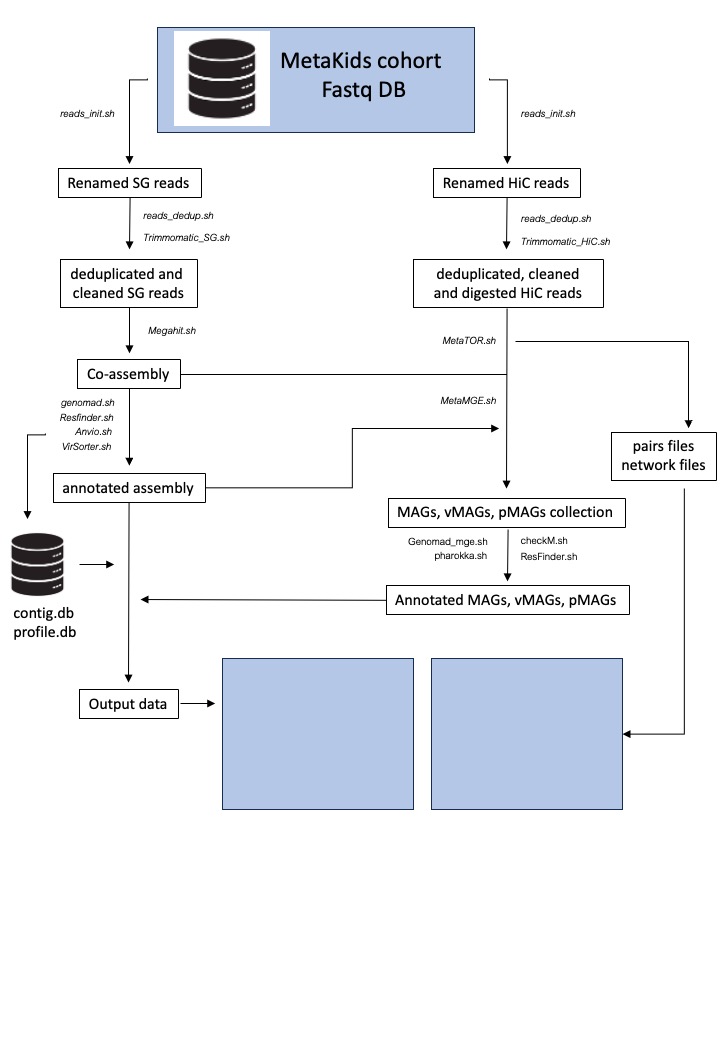 MetaKids cohort
Fastq DB
reads_init.sh
reads_init.sh
Renamed SG reads
Renamed HiC reads
reads_dedup.sh
Trimmomatic_SG.sh
reads_dedup.sh
Trimmomatic_HiC.sh
deduplicated and
cleaned SG reads
deduplicated, cleaned
and digested HiC reads
Megahit.sh
MetaTOR.sh
Co-assembly
MetaMGE.sh
genomad.sh
Resfinder.sh
Anvio.sh
VirSorter.sh
pairs files
network files
annotated assembly
MAGs, vMAGs, pMAGs collection
Genomad_mge.sh
pharokka.sh
checkM.sh
ResFinder.sh
contig.db
profile.db
Annotated MAGs, vMAGs, pMAGs
Output data